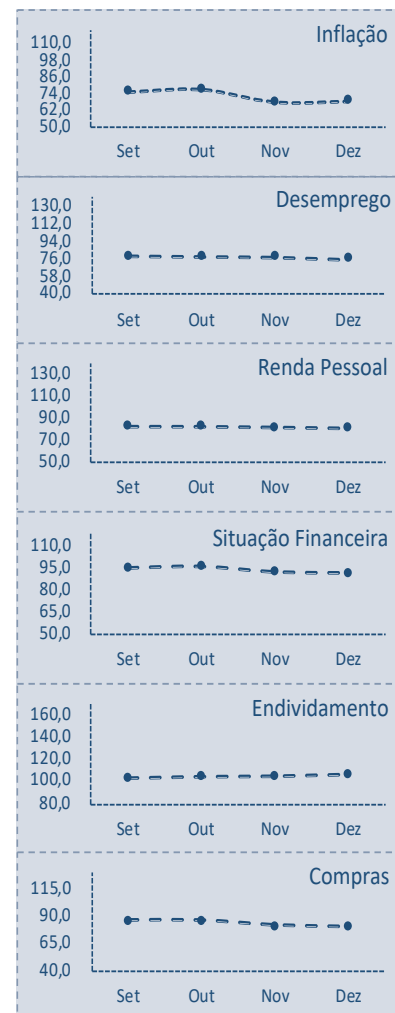 Inflação
110,0
98,0
86,0
74,0
62,0
50,0
Set Out Nov Dez
Desemprego
130,0
112,0
94,0
76,0
58,0
40,0
Set Out Nov Dez
Renda Pessoal
130,0
110,0
90,0
70,0
50,0
Set Out Nov Dez
Situação Financeira
110,0
95,0
80,0
65,0
50,0
Set Out Nov Dez
Endividamento
160,0
140,0
120,0
100,0
80,0
Set Out Nov Dez
Compras
115,0
90,0
65,0
40,0
Set Out Nov Dez